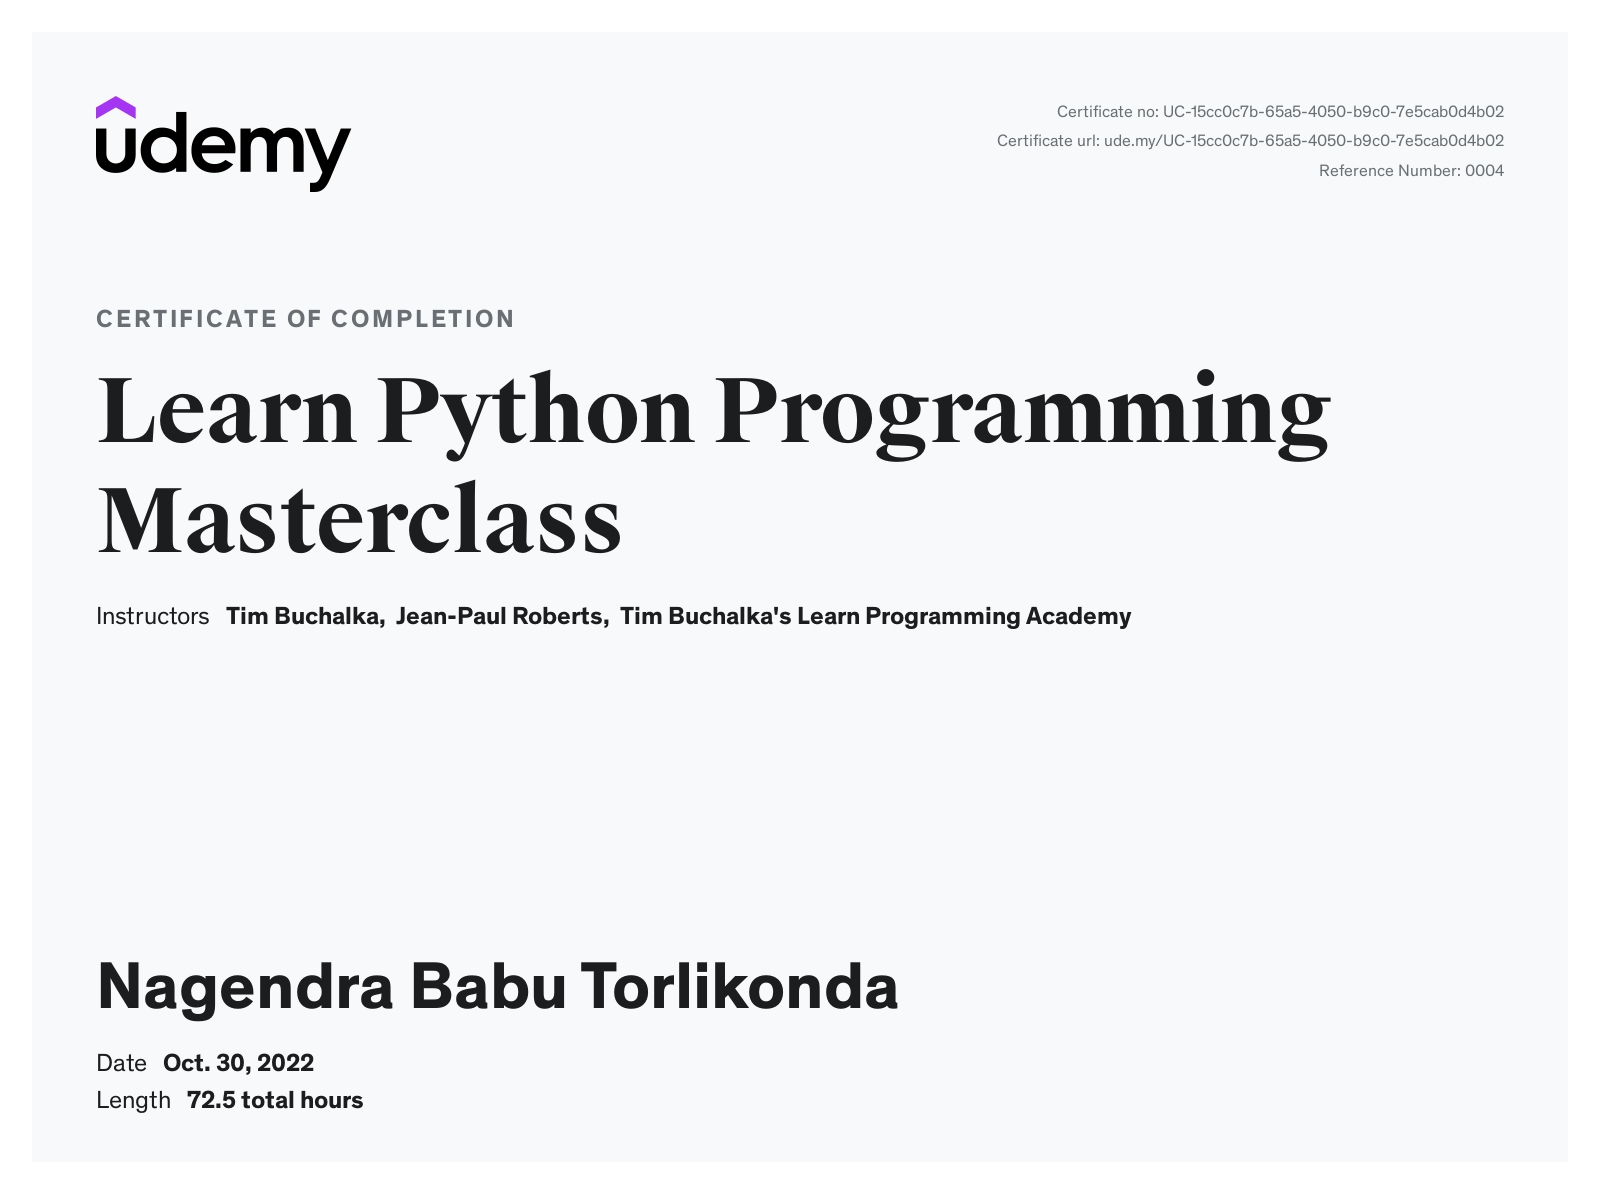 udemy
Certificate no: UC-15cc0c7b-65a5-4050-b9c0-7e5cab0d4b02
Certificate url: ude.my/UC-15cc0c7b-65a5-4050-b9c0-7e5cab0d4b02
Reference Number: 0004
CERTIFICATE OF COMPLETION
Learn Python Programming
Masterclass
Instructors Tim Buchalka, Jean-Paul Roberts, Tim Buchalka's Learn Programming Academy
Nagendra Babu Torlikonda
Date Oct. 30, 2022
Length 72.5 total hours